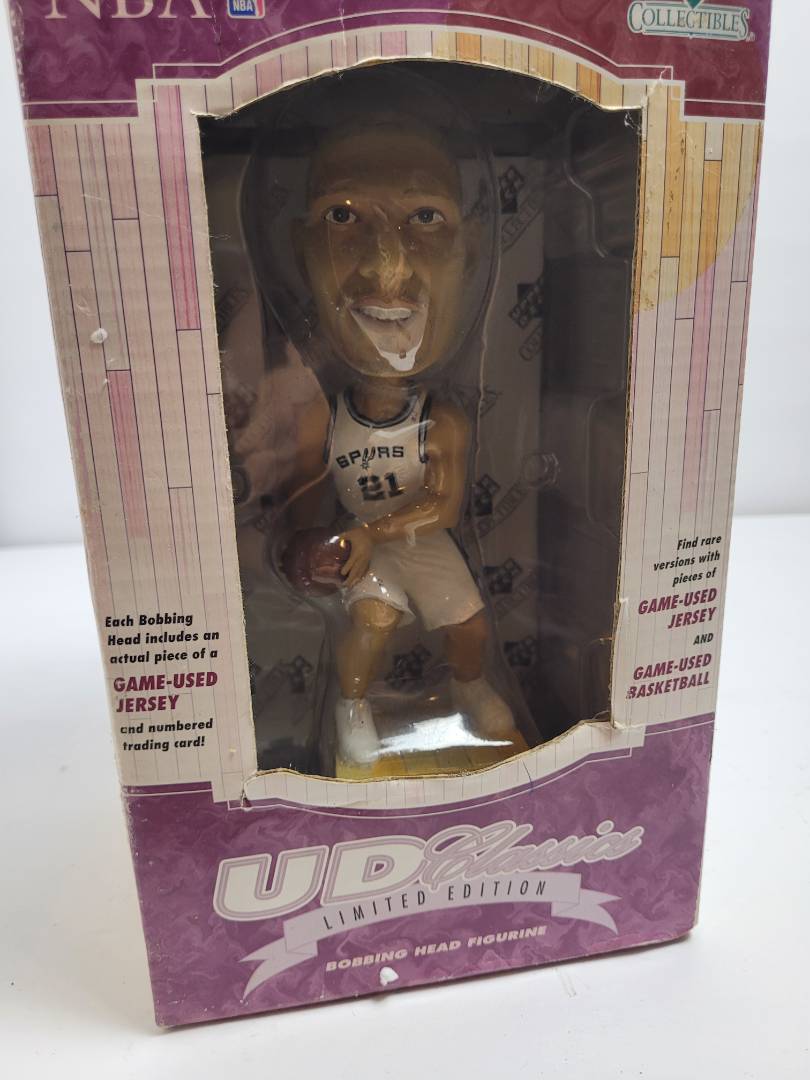 NBA
NBA
COLLECTIBLES
SPURS
21
Each Bobbing
Head includes an
actual piece of a
GAME-USED
JERSEY
and numbered
trading card!
Find rare
versions with
pieces of
GAME-USED
JERSEY
AND
GAME-USED
BASKETBALL
UD Classics
LIMITED EDITION
BOBBING HEAD FIGURINE